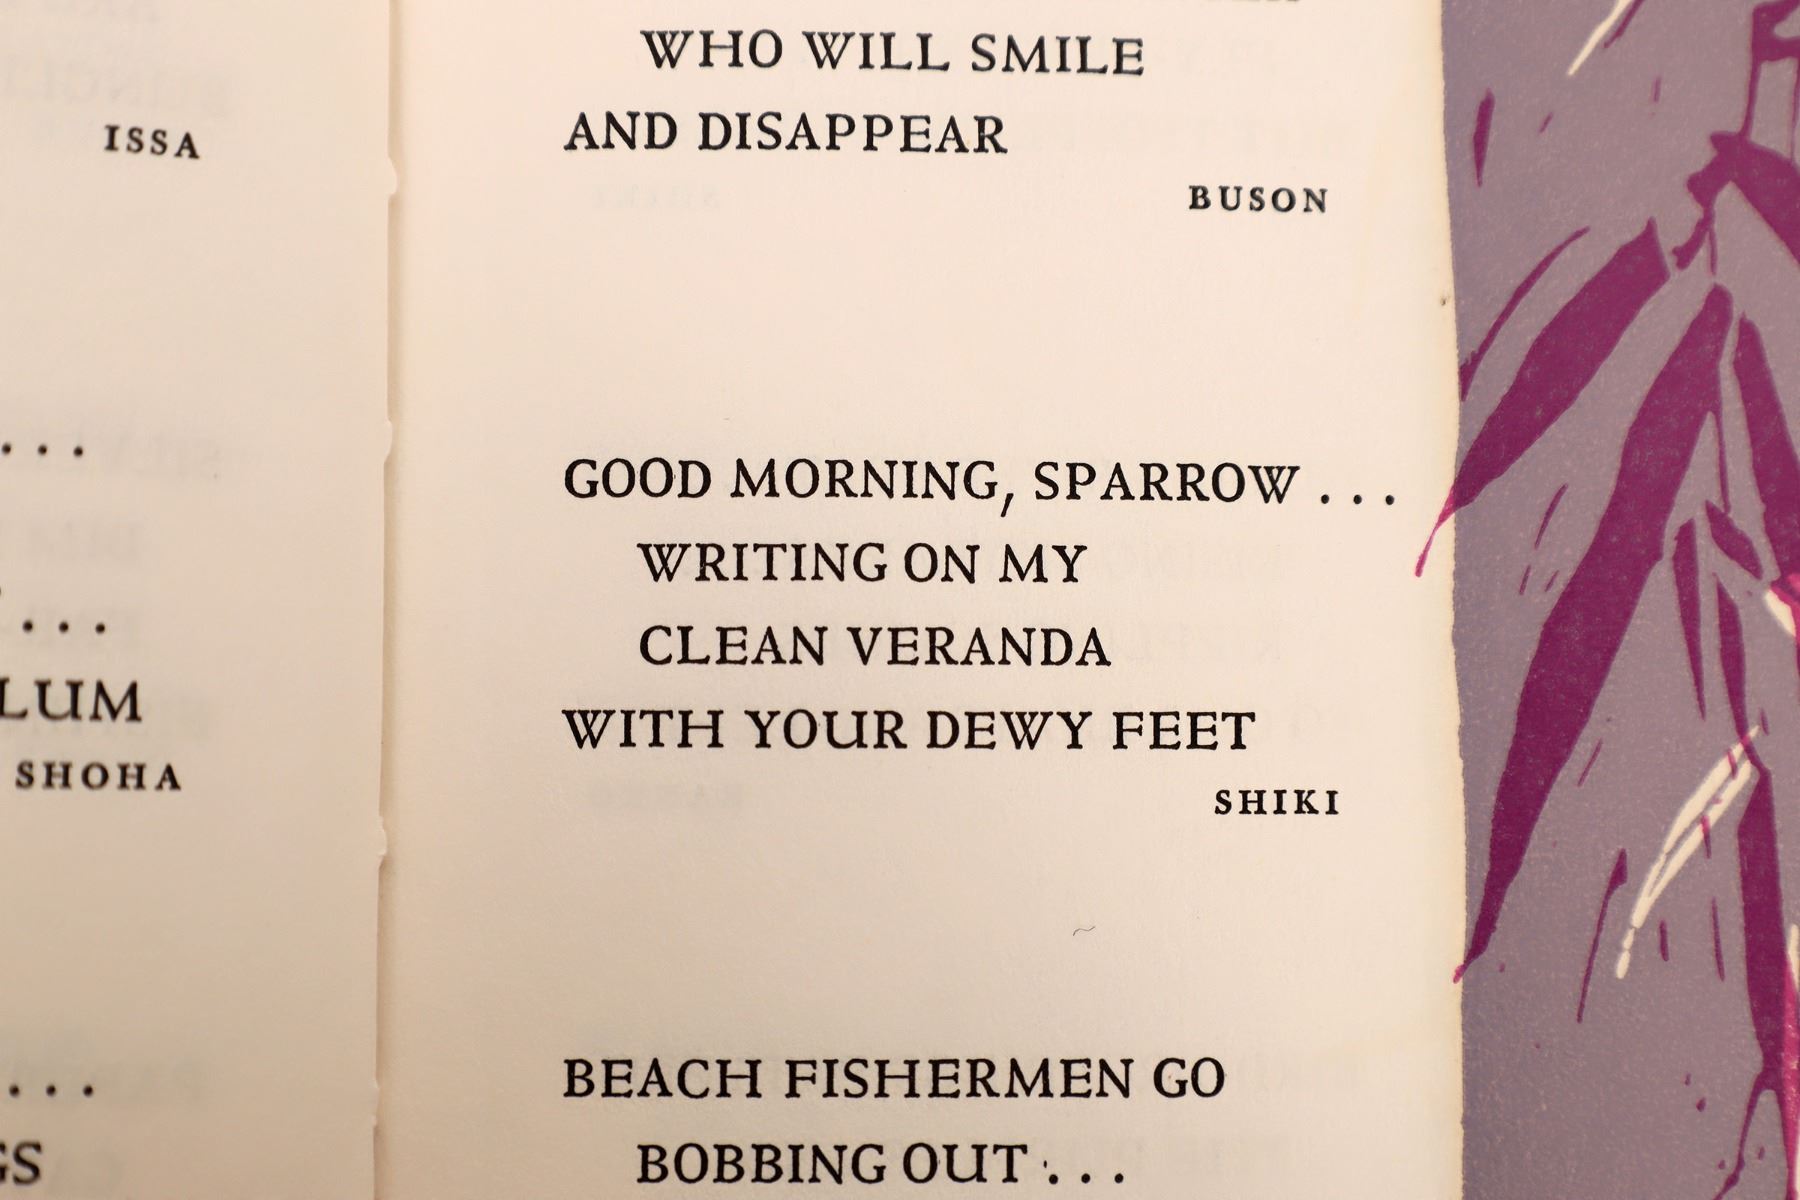 ISSA
. . .
. . .
LUM
SHOHA
. . .
GS
WHO WILL SMILE
AND DISAPPEAR
BUSON
GOOD MORNING, SPARROW . . .
WRITING ON MY
CLEAN VERANDA
WITH YOUR DEWY FEET
SHIKI
BEACH FISHERMEN GO
BOBBING OUT . . .